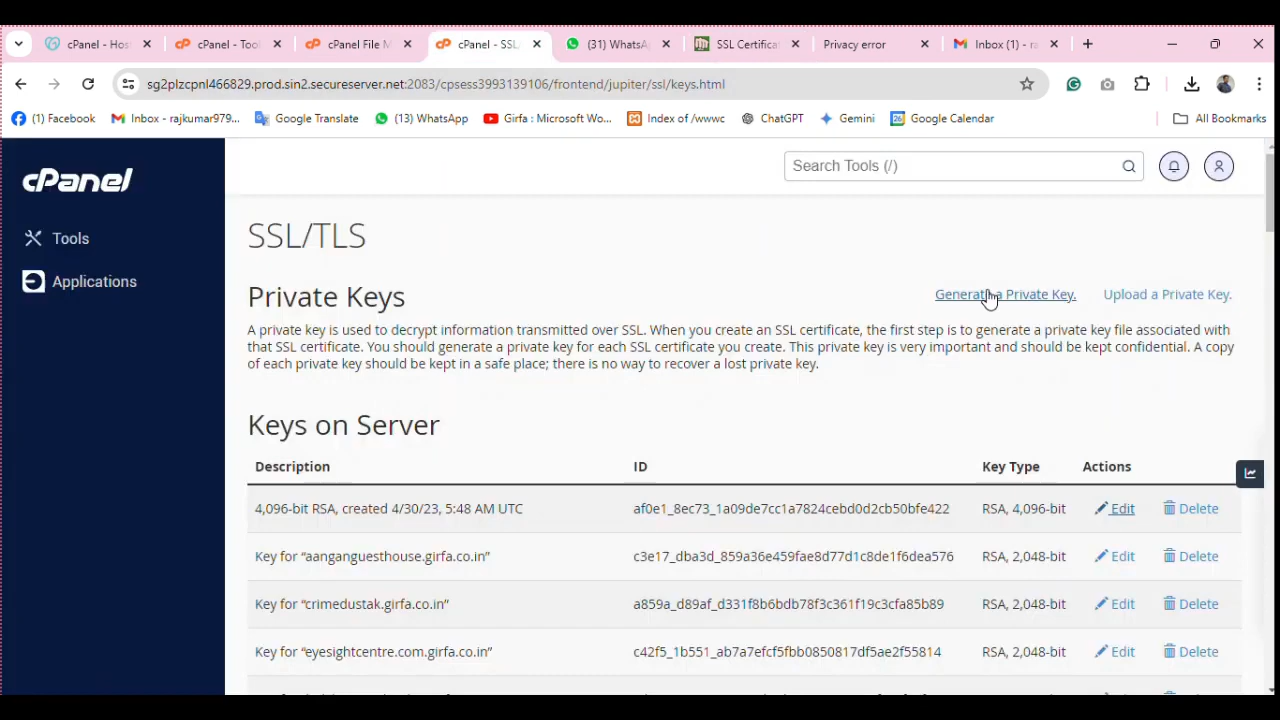 cPanel - Hos
cPanel - Too
cPanel File M
cPanel - SSL
(31) WhatsA
SSL Certifica
Privacy error
Inbox (1) - ra
sg2plzcpnl466829.prod.sin2.secureserver.net:2083/cpsess3993139106/frontend/jupiter/ssl/keys.html
(1) Facebook
Inbox - rajkumar979...
Google Translate
(13) WhatsApp
Girfa : Microsoft Wo...
Index of /wwwc
ChatGPT
Gemini
Google Calendar
All Bookmarks
cPanel
Search Tools (/)
Tools
Applications
SSL/TLS
Private Keys
Generate a Private Key.
Upload a Private Key.
A private key is used to decrypt information transmitted over SSL. When you create an SSL certificate, the first step is to generate a private key file associated with
that SSL certificate. You should generate a private key for each SSL certificate you create. This private key is very important and should be kept confidential. A copy
of each private key should be kept in a safe place; there is no way to recover a lost private key.
Keys on Server
Description ID Key Type Actions
4,096-bit RSA, created 4/30/23, 5:48 AM UTC af0e1_8ec73_1a09de7cc1a7824cebd0d2cb50bfe422 RSA, 4,096-bit Edit Delete
Key for “aanganguesthouse.girfa.co.in” c3e17_dba3d_859a36e459fae8d77d1c8de1f6dea576 RSA, 2,048-bit Edit Delete
Key for “crimedustak.girfa.co.in” a859a_d89af_d331f8b6bdb78f3c361f19c3cfa85b89 RSA, 2,048-bit Edit Delete
Key for “eyesightcentre.com.girfa.co.in” c42f5_1b551_ab7a7efcf5fbb0850817df5ae2f55814 RSA, 2,048-bit Edit Delete